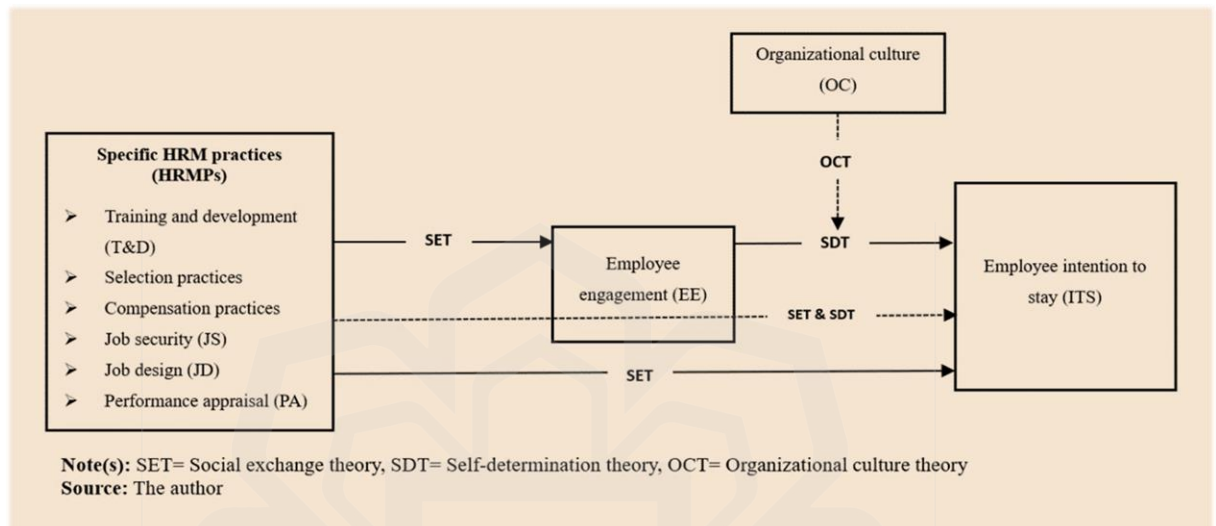 Organizational culture
(OC)
OCT
Specific HRM practices
(HRMPs)
➢ Training and development
(T&D)
➢ Selection practices
➢ Compensation practices
➢ Job security (JS)
➢ Job design (JD)
➢ Performance appraisal (PA)
SET
Employee
engagement (EE)
SDT
SET & SDT
SET
Employee intention to
stay (ITS)
Note(s): SET= Social exchange theory, SDT= Self-determination theory, OCT= Organizational culture theory
Source: The author